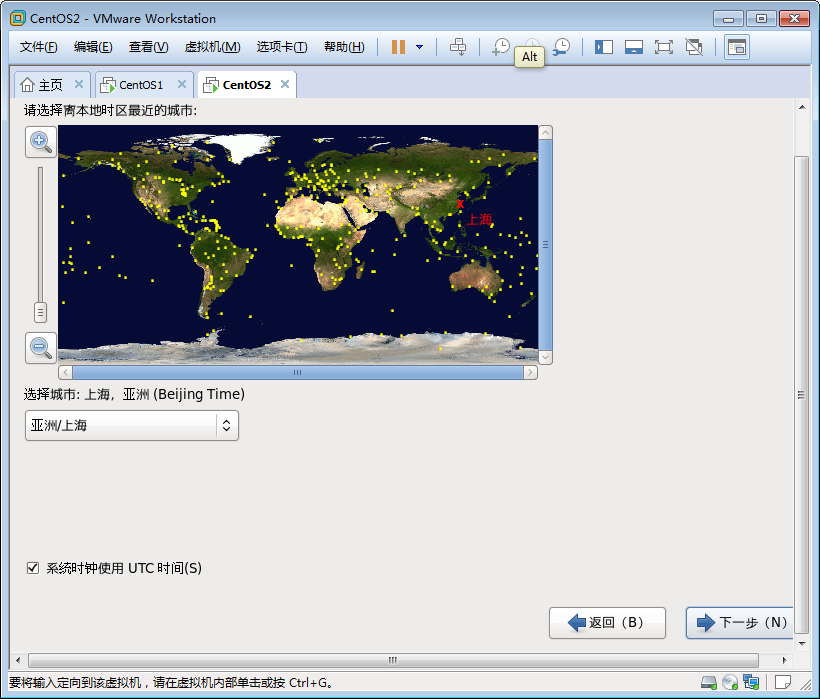 CentOS2 - VMware Workstation
文件(F) 编辑(E) 查看(V) 虚拟机(M) 选项卡(T) 帮助(H)
Alt
主页 CentOS1 CentOS2
请选择离本地时区最近的城市:
上海
选择城市: 上海, 亚洲 (Beijing Time)
亚洲/上海
系统时钟使用 UTC 时间(S)
返回 (B) 下一步 (N)
要将输入定向到该虚拟机，请在虚拟机内部单击或按 Ctrl+G。